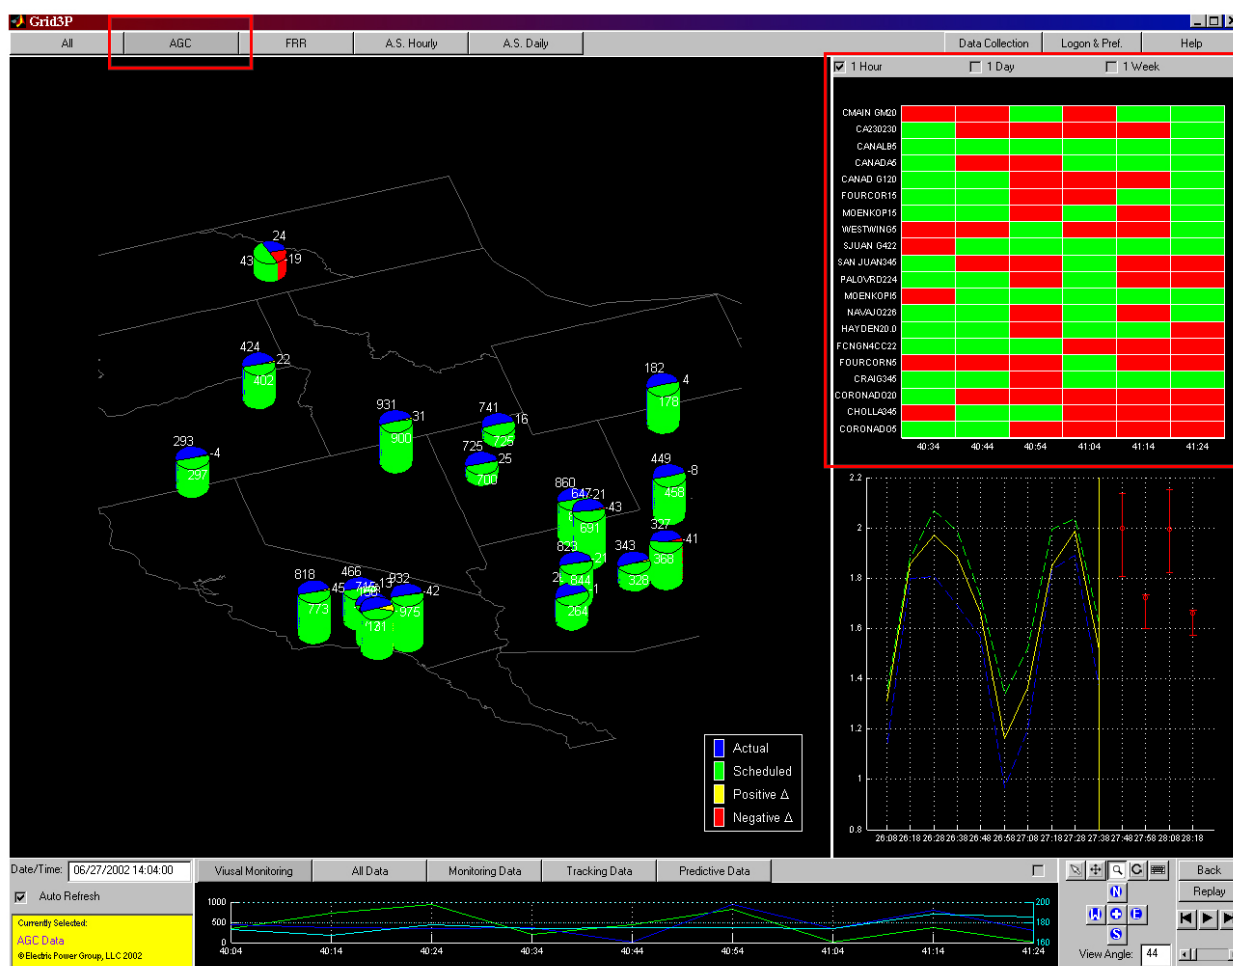 Grid3P
All AGC FRR A.S. Hourly A.S. Daily Data Collection Logon & Pref. Help
1 Hour 1 Day 1 Week
CMAIN GM20
CA230230
CANALB5
CANADA5
CANAD G120
FOURCOR15
MOENKOP15
WESTWING5
SJUAN G422
SAN JUAN345
PALOVRD224
MOENKOPI5
NAVAJO226
HAYDEN20.0
FCNGN4CC22
FOURCORN5
CRAIG345
CORONADO20
CHOLLA345
CORONADO5
40:34 40:44 40:54 41:04 41:14 41:24
24
43 -19
424
22
402
293
-4
297
931
31
900
741
16
725
725
25
700
182
4
178
449
-8
458
860
647 -21
-43
691
327
-41
368
823
-21
844
343
328
264
818
45
773
466
715
13
932
-42
975
131
Actual
Scheduled
Positive Δ
Negative Δ
2.2
2
1.8
1.6
1.4
1.2
1
0.8
26:08 26:18 26:28 26:38 26:48 26:58 27:08 27:18 27:28 27:38 27:48 27:58 28:08 28:18
Date/Time: 06/27/2002 14:04:00
Auto Refresh
Currently Selected:
AGC Data
© Electric Power Group, LLC 2002
Viusal Monitoring All Data Monitoring Data Tracking Data Predictive Data
1000
500
0
200
180
160
40:04 40:14 40:24 40:34 40:44 40:54 41:04 41:14 41:24
N
W E
S
View Angle: 44
Back
Replay